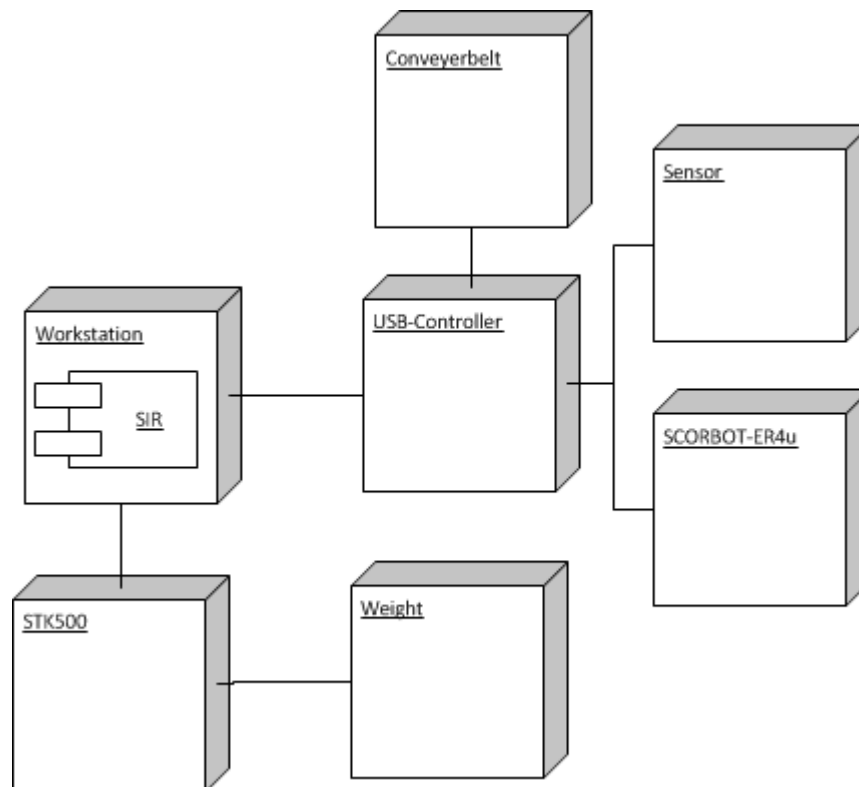 Conveyerbelt
Sensor
Workstation
USB-Controller
SIR
SCORBOT-ER4u
STK500
Weight